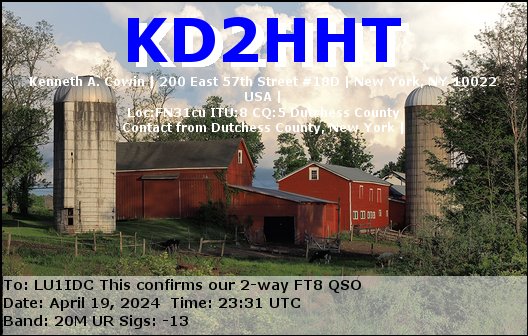 KD2HHT
Kenneth A. Cowin | 200 East 57th Street #18D | New York, NY 10022
USA |
Loc:FN31cu ITU:8 CQ:5 Dutchess County
Contact from Dutchess County, New York |
To: LU1IDC This confirms our 2-way FT8 QSO
Date: April 19, 2024 Time: 23:31 UTC
Band: 20M UR Sigs: -13